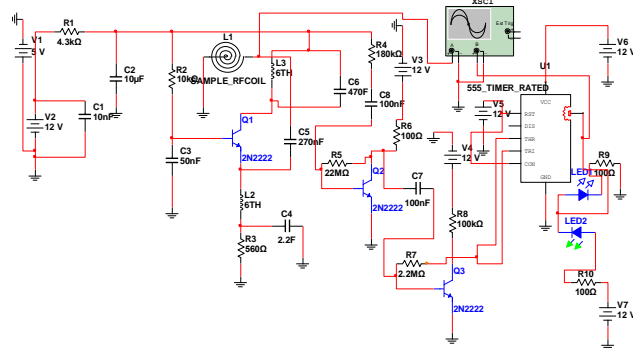 XSC1
Ext Trig
A
B
V1
5 V
R1
4.3kΩ
C2
10µF
C1
10nF
V2
12 V
R2
10kΩ
L1
SAMPLE_RFCOIL
L3
6TH
R4
180kΩ
V3
12 V
C6
470F
C8
100nF
U1
555_TIMER_RATED
V6
12 V
VCC
RST
DIS
THR
TRI
CON
GND
V5
12 V
Q1
2N2222
C5
270nF
R6
100Ω
C3
50nF
R5
22MΩ
Q2
2N2222
V4
12 V
R9
100Ω
LED1
LED2
L2
6TH
C4
2.2F
R3
560Ω
C7
100nF
R8
100kΩ
R7
2.2MΩ
Q3
2N2222
R10
100Ω
V7
12 V